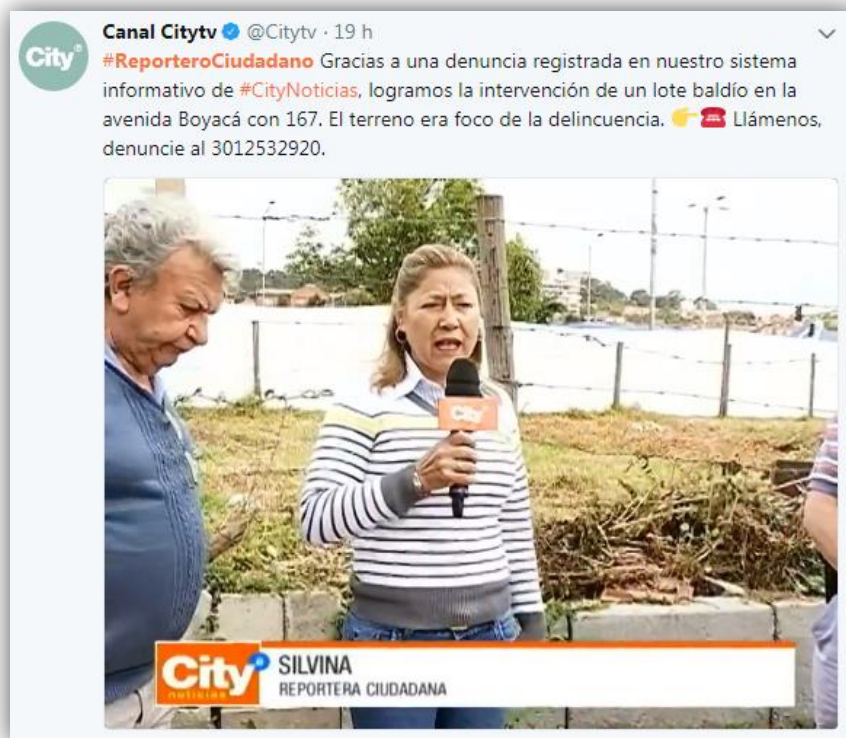 City
Canal Citytv @Citytv · 19 h
#ReporteroCiudadano Gracias a una denuncia registrada en nuestro sistema
informativo de #CityNoticias, logramos la intervención de un lote baldío en la
avenida Boyacá con 167. El terreno era foco de la delincuencia. 👉☎️ Llámenos,
denuncie al 3012532920.
City
City
noticias
SILVINA
REPORTERA CIUDADANA